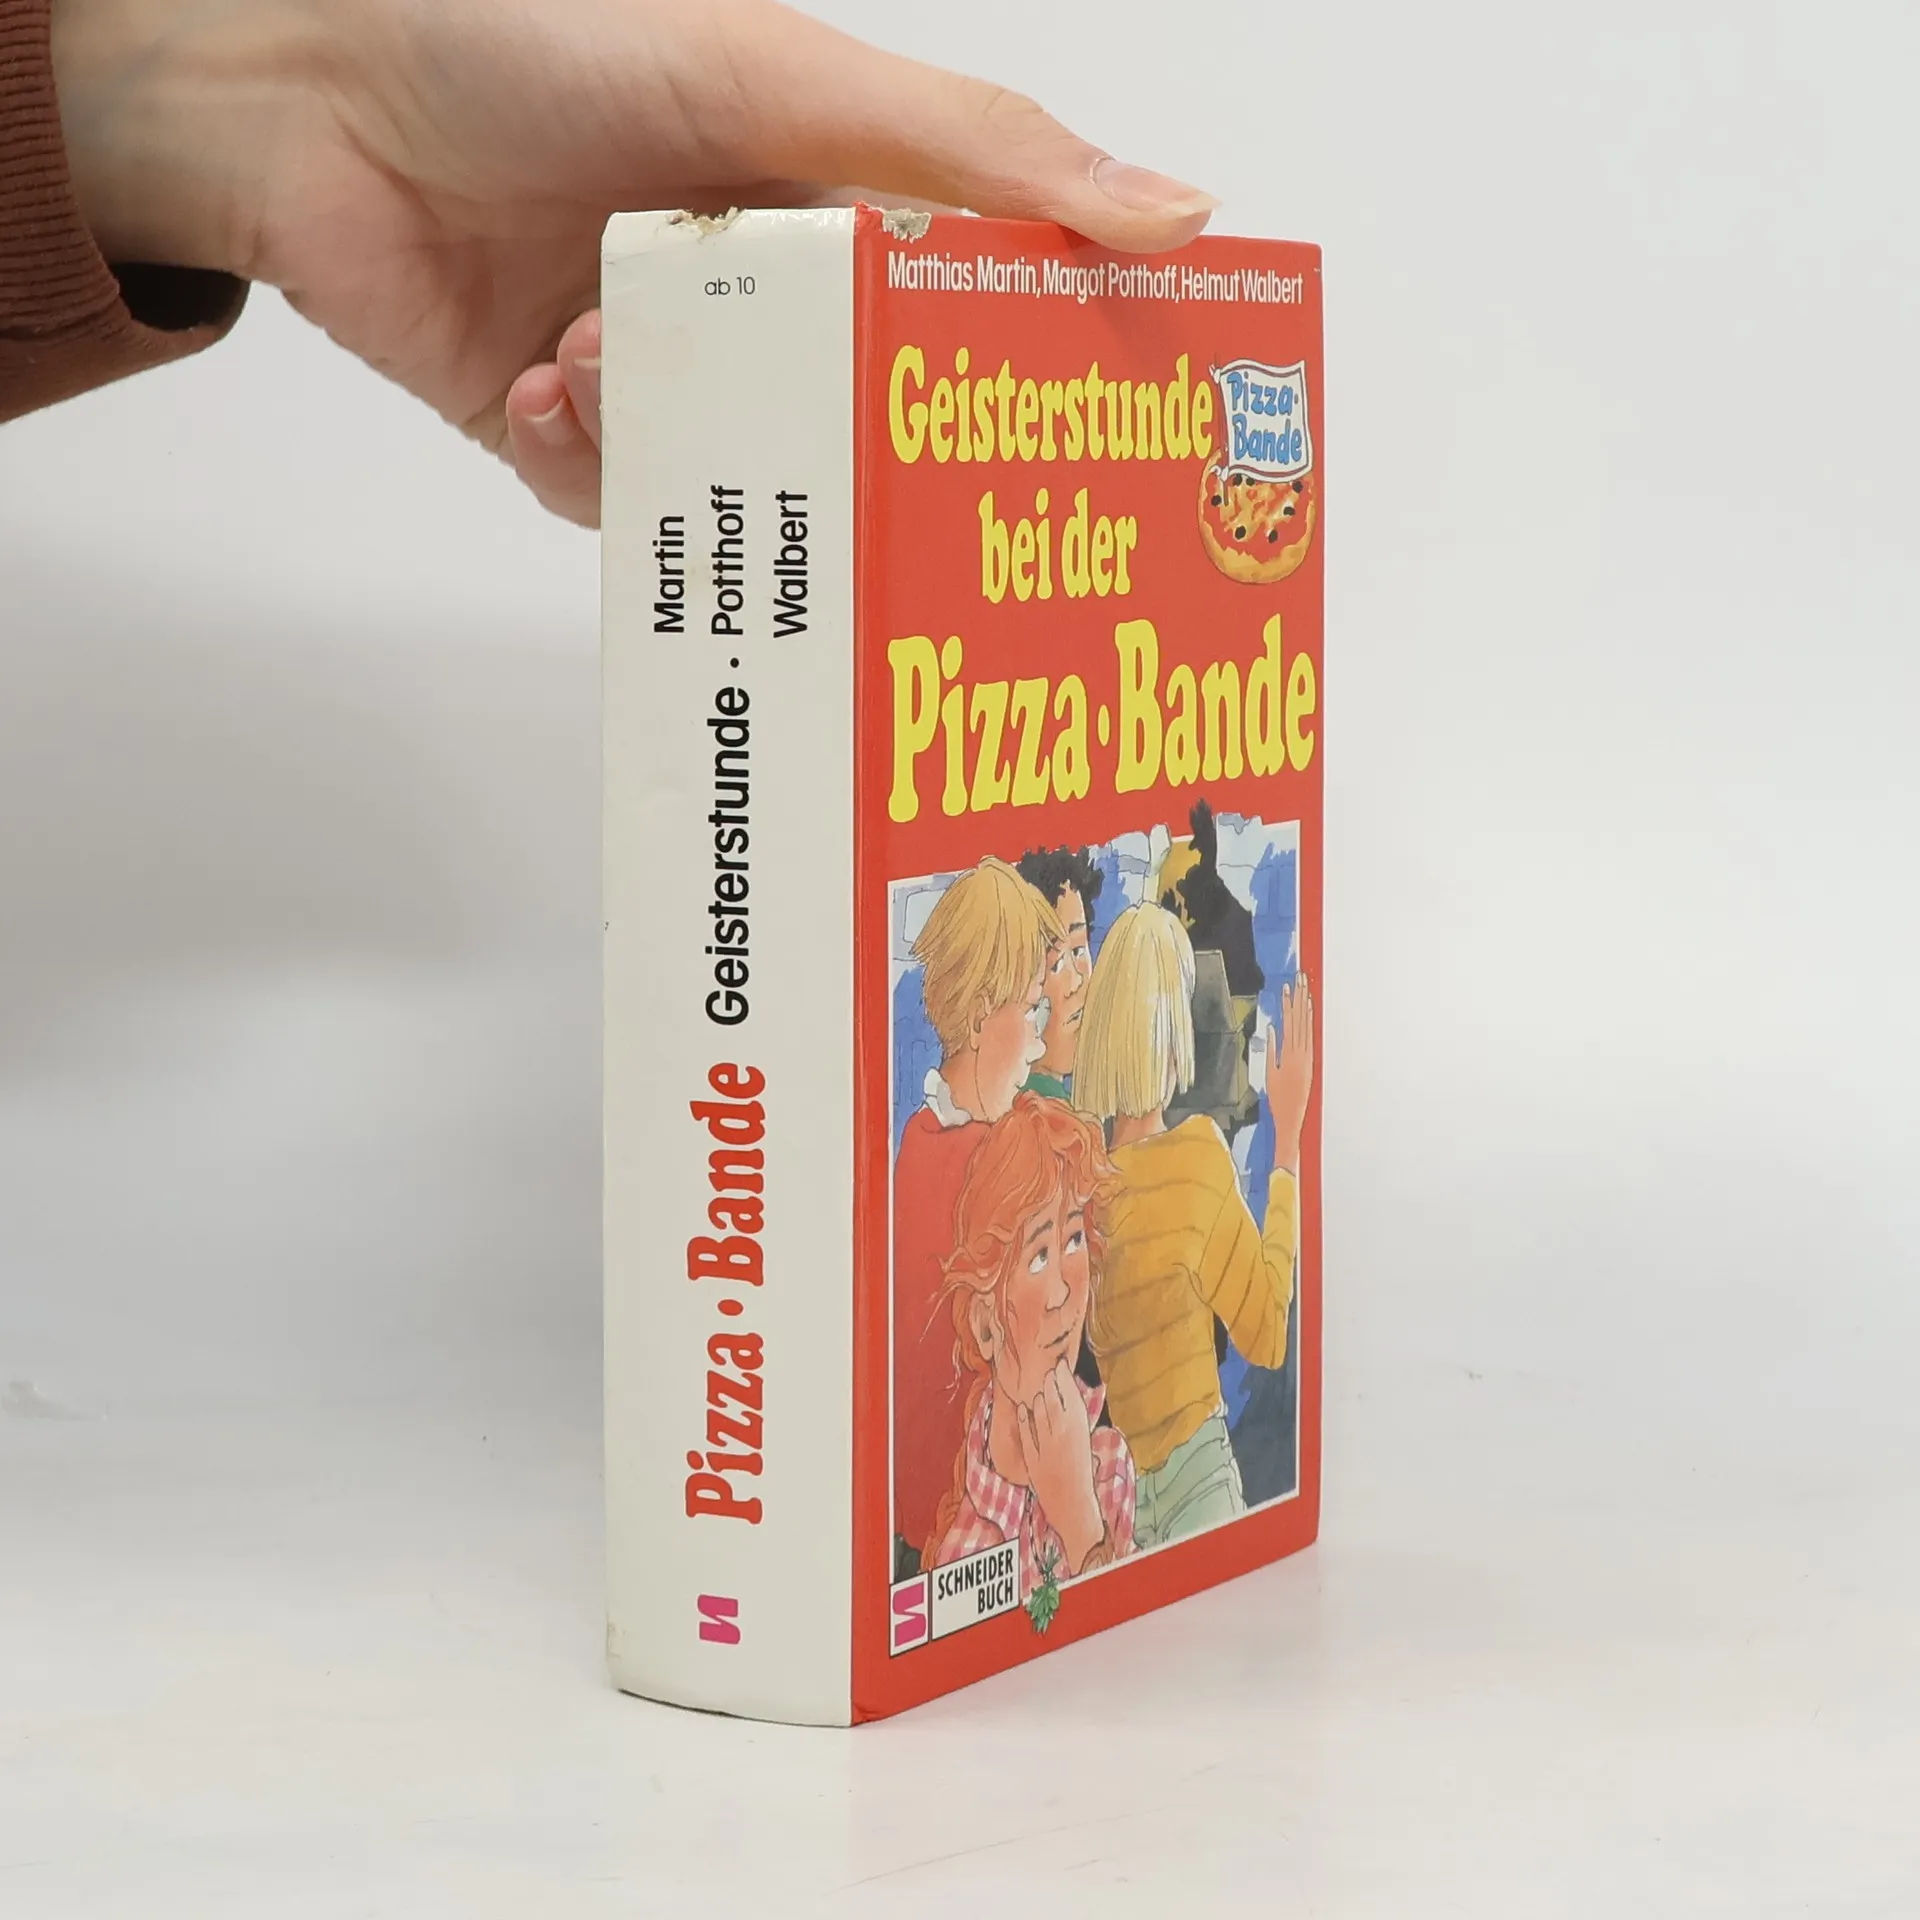 ab 10
Martin
Pizza·Bande Geisterstunde · Potthoff
Walbert
Matthias Martin, Margot Potthoff, Helmut Walbert
Geisterstunde
bei der
Pizza·Bande
Pizza·
Bande
SCHNEIDER
BUCH